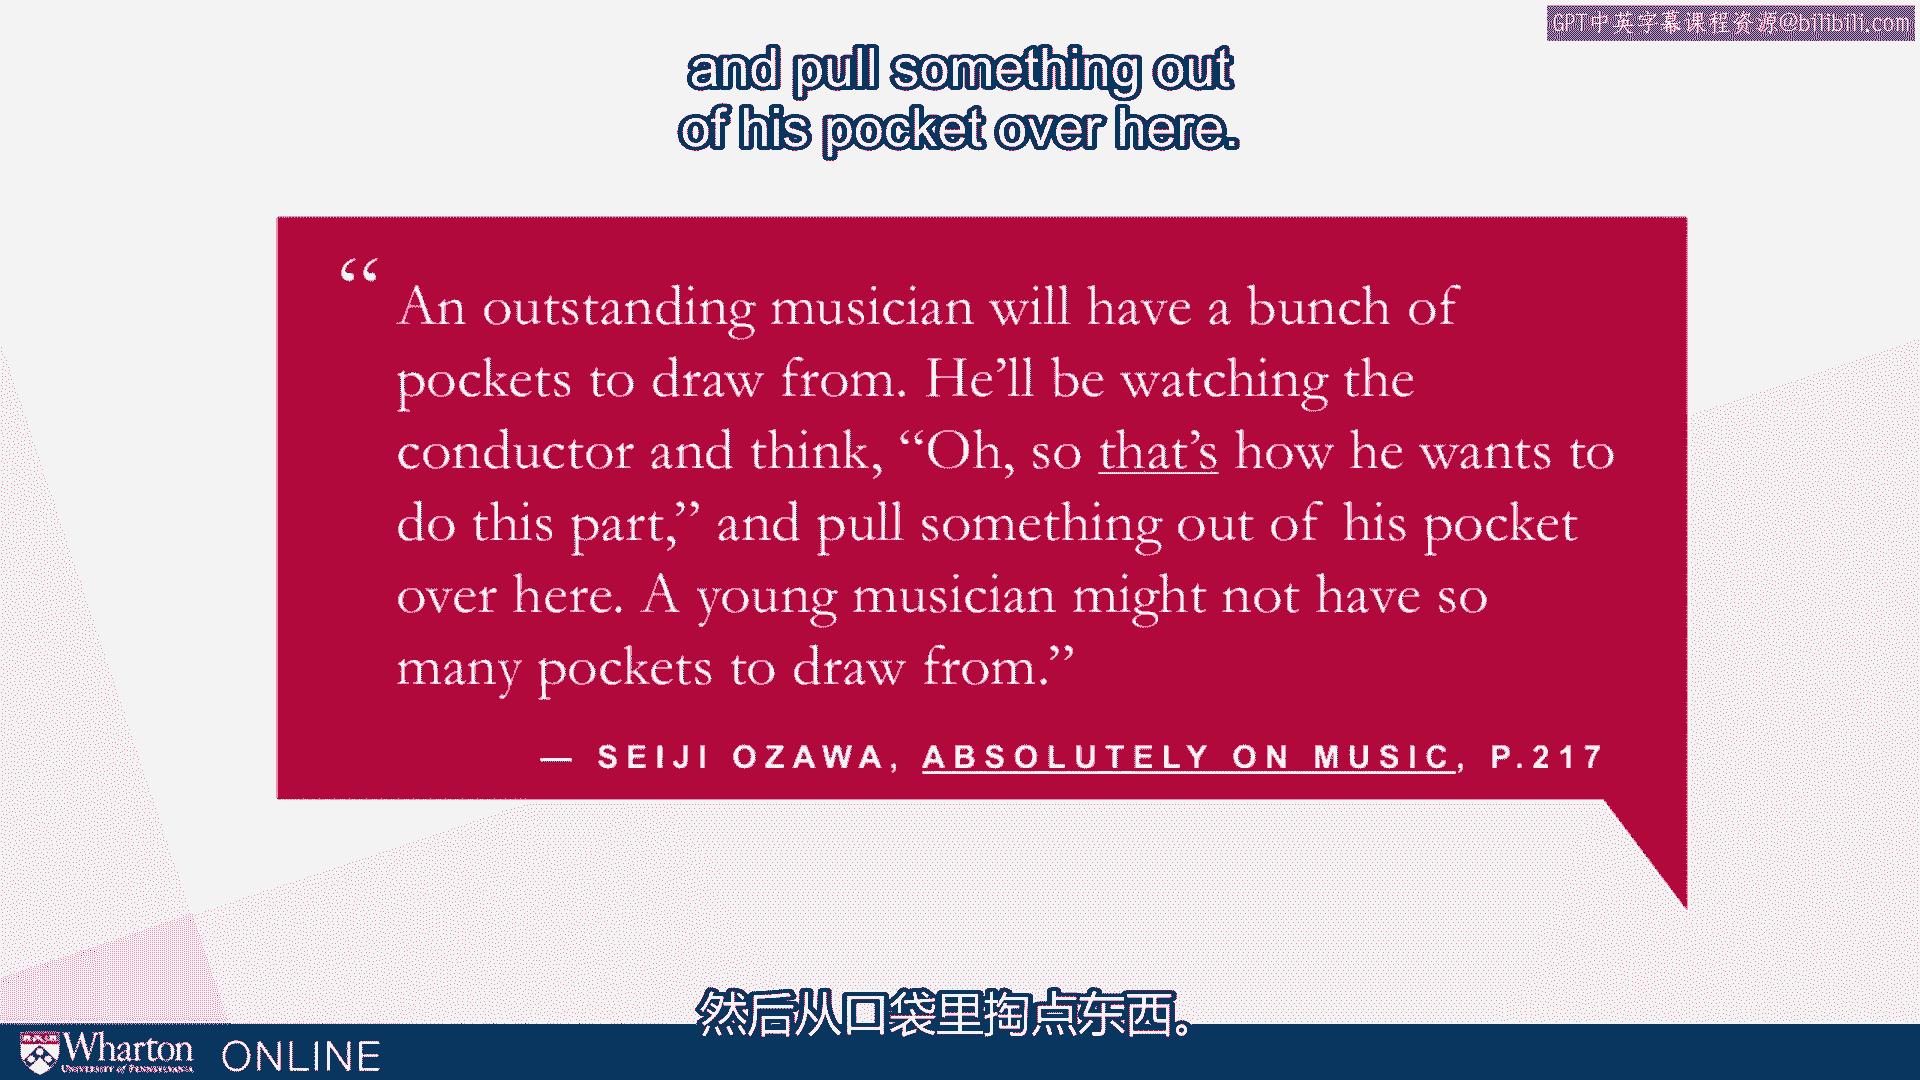 GPT中英字幕课程资源@bilibili.com
and pull something out
of his pocket over here.
“An outstanding musician will have a bunch of
pockets to draw from. He’ll be watching the
conductor and think, “Oh, so that’s how he wants to
do this part,” and pull something out of his pocket
over here. A young musician might not have so
many pockets to draw from.”
— SEIJI OZAWA, ABSOLUTELY ON MUSIC, P.217
然后从口袋里掏点东西。
Wharton ONLINE
UNIVERSITY of PENNSYLVANIA